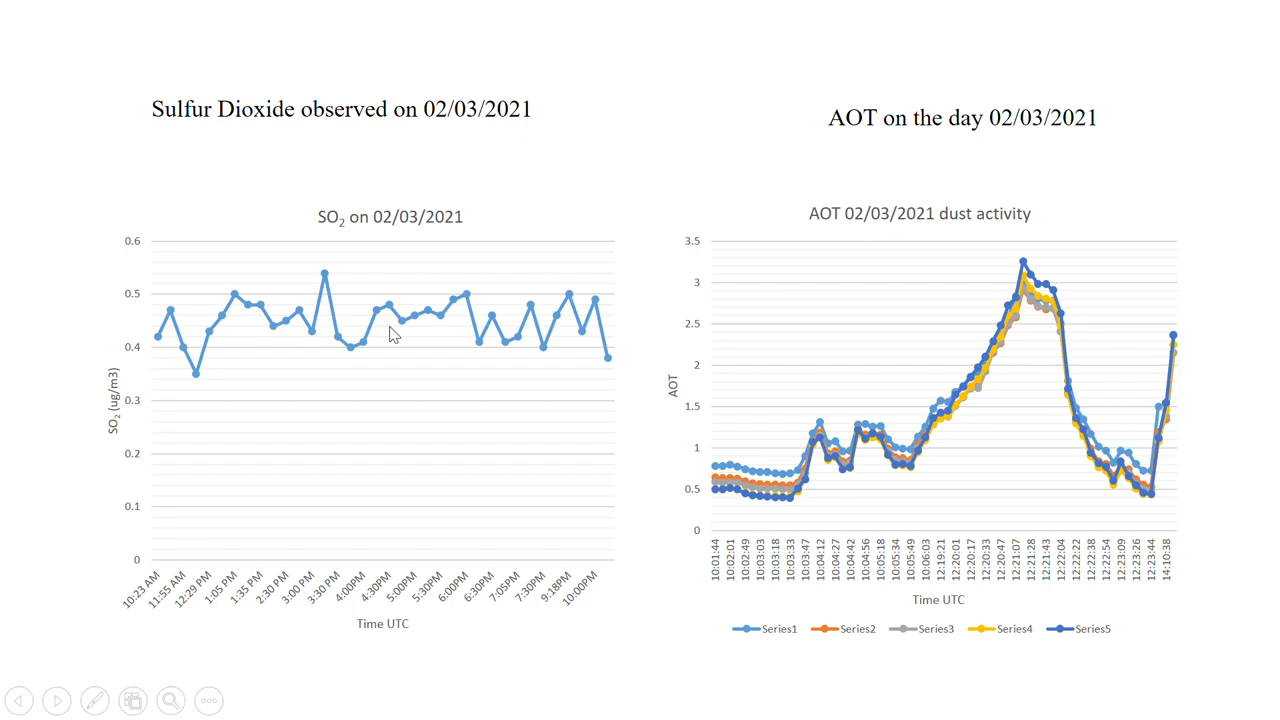 Sulfur Dioxide observed on 02/03/2021
AOT on the day 02/03/2021
SO2 on 02/03/2021
0.6
0.5
0.4
0.3
0.2
0.1
0
SO2 (ug/m3)
10:23 AM
11:55 AM
12:29 PM
1:05 PM
1:35 PM
2:30 PM
3:00 PM
3:30 PM
4:00PM
4:30PM
5:00PM
5:30PM
6:00PM
6:30PM
7:05PM
7:30PM
9:18PM
10:00PM
Time UTC
AOT 02/03/2021 dust activity
3.5
3
2.5
2
1.5
1
0.5
0
AOT
10:01:44
10:02:01
10:02:49
10:03:03
10:03:18
10:03:33
10:03:47
10:04:12
10:04:27
10:04:42
10:04:56
10:05:18
10:05:34
10:05:49
10:06:03
12:19:21
12:20:01
12:20:17
12:20:33
12:20:47
12:21:07
12:21:28
12:21:43
12:22:04
12:22:22
12:22:38
12:22:54
12:23:09
12:23:26
12:23:44
14:10:38
Time UTC
Series1 Series2 Series3 Series4 Series5